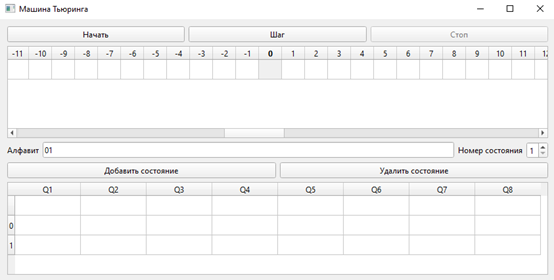 Машина Тьюринга
Начать Шаг Стоп
-11 -10 -9 -8 -7 -6 -5 -4 -3 -2 -1 0 1 2 3 4 5 6 7 8 9 10 11 12
Алфавит 01 Номер состояния 1
Добавить состояние Удалить состояние
Q1 Q2 Q3 Q4 Q5 Q6 Q7 Q8
0
1